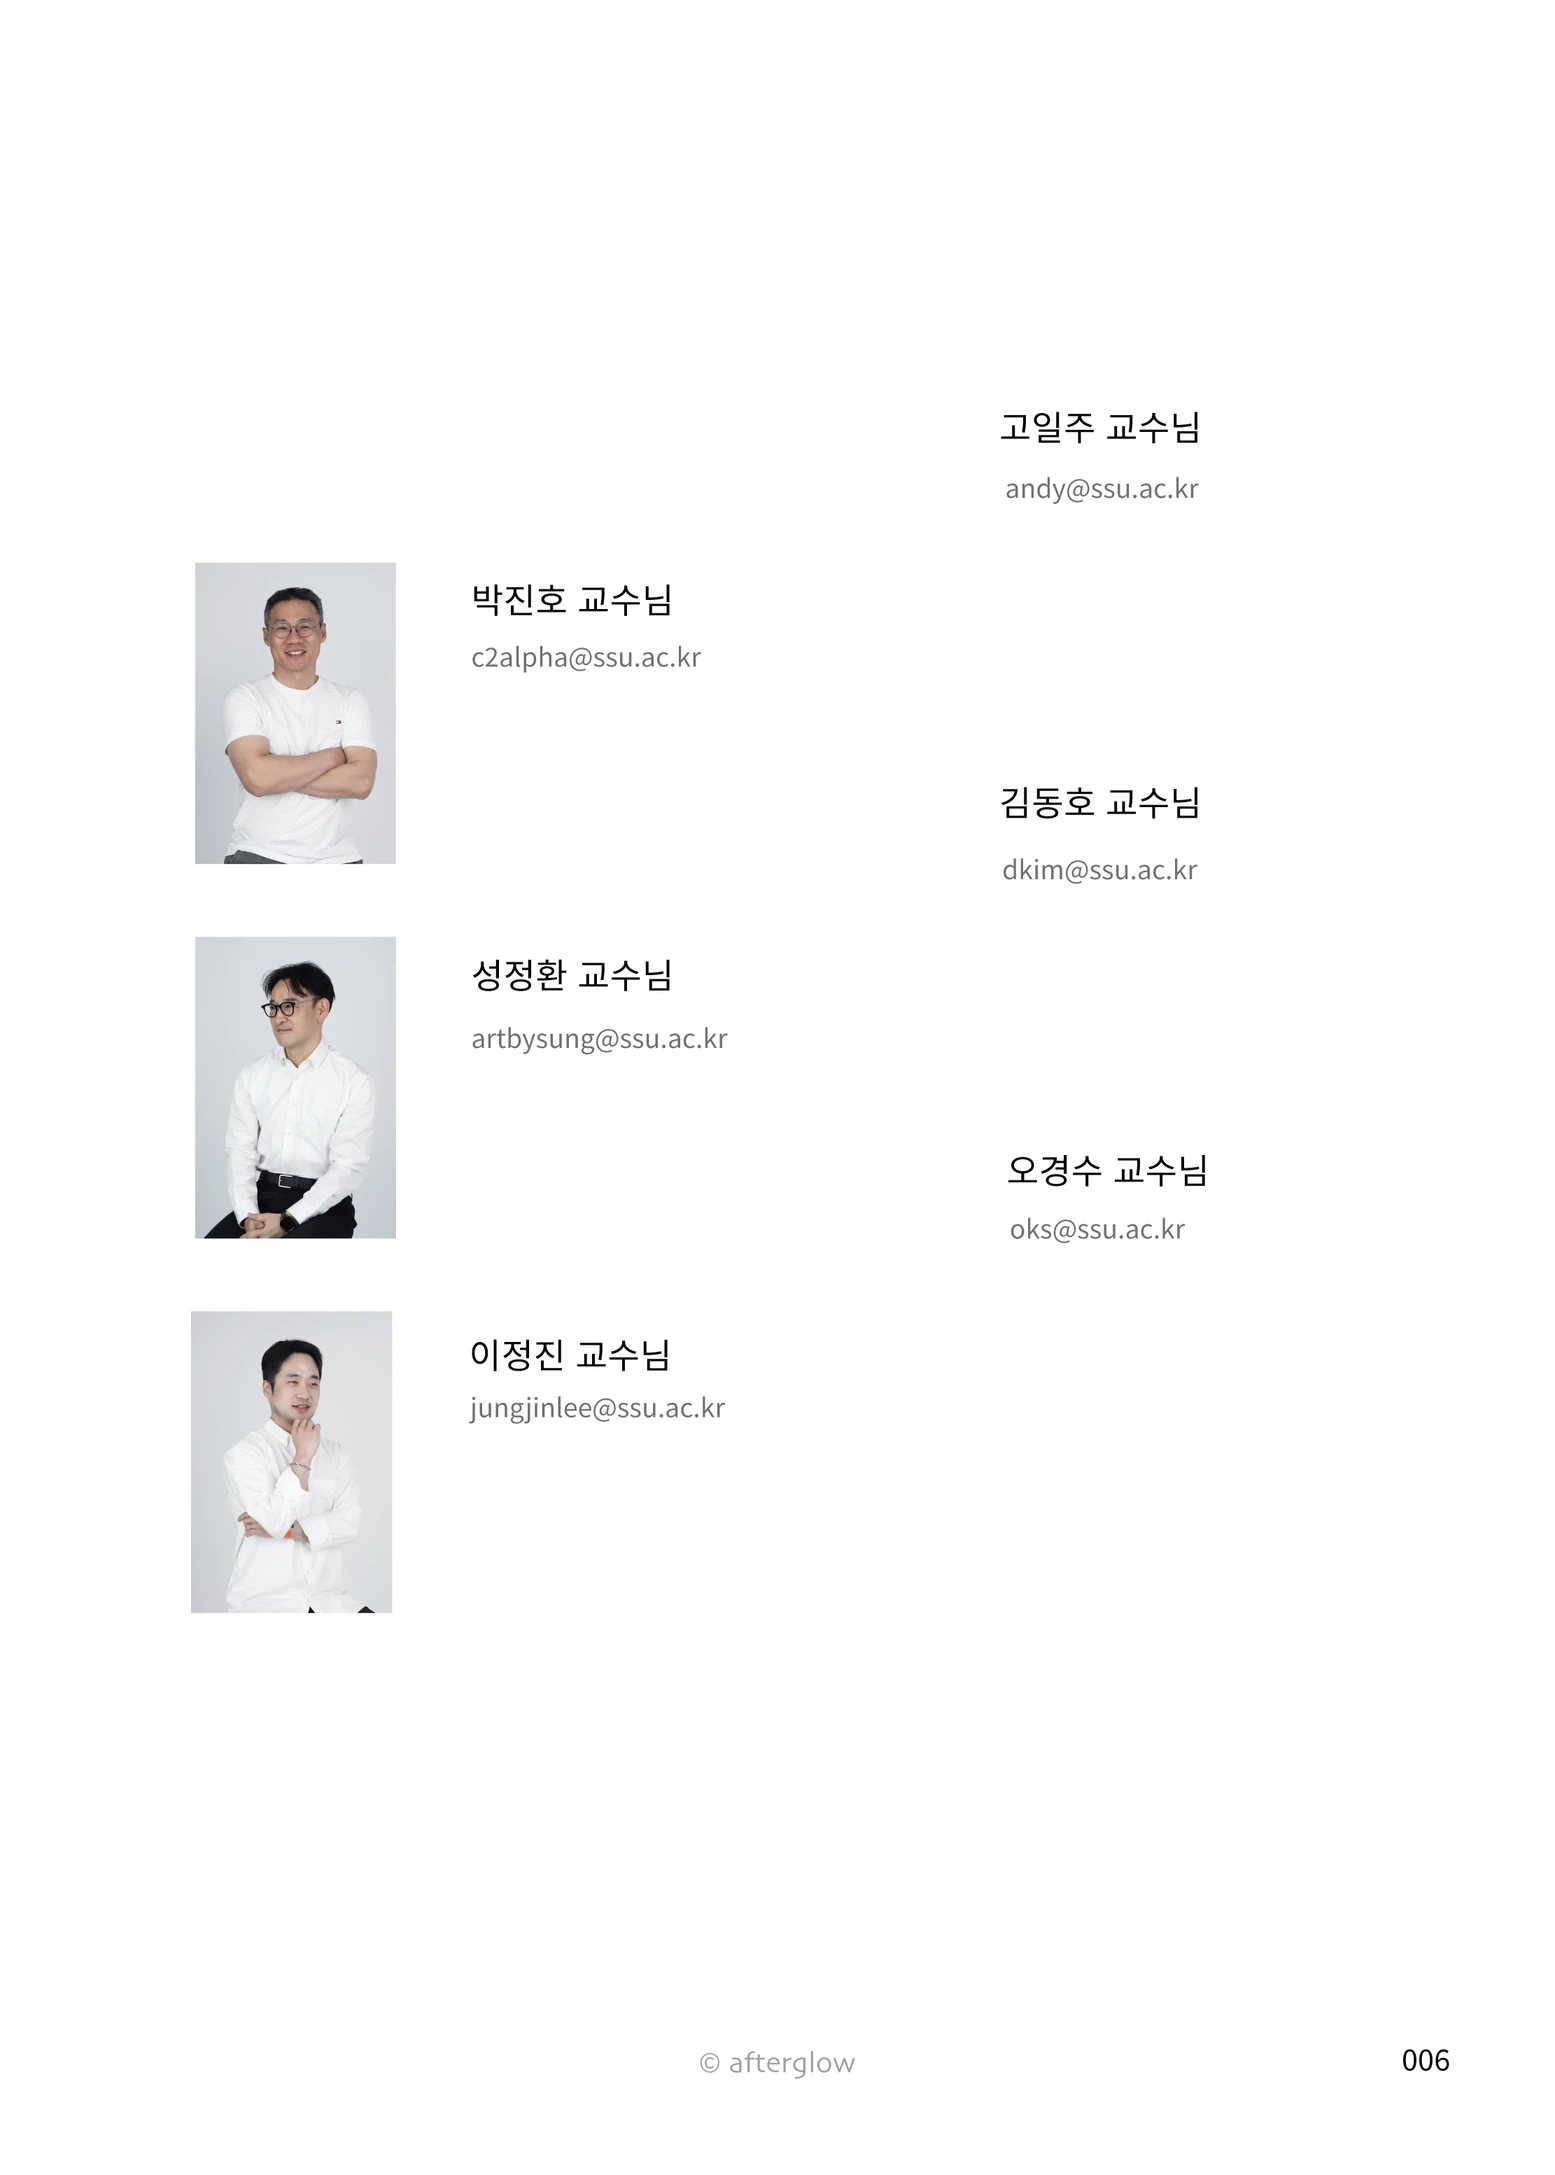 고일주 교수님
andy@ssu.ac.kr
박진호 교수님
c2alpha@ssu.ac.kr
김동호 교수님
dkim@ssu.ac.kr
성정환 교수님
artbysung@ssu.ac.kr
오경수 교수님
oks@ssu.ac.kr
이정진 교수님
jungjinlee@ssu.ac.kr
© afterglow
006